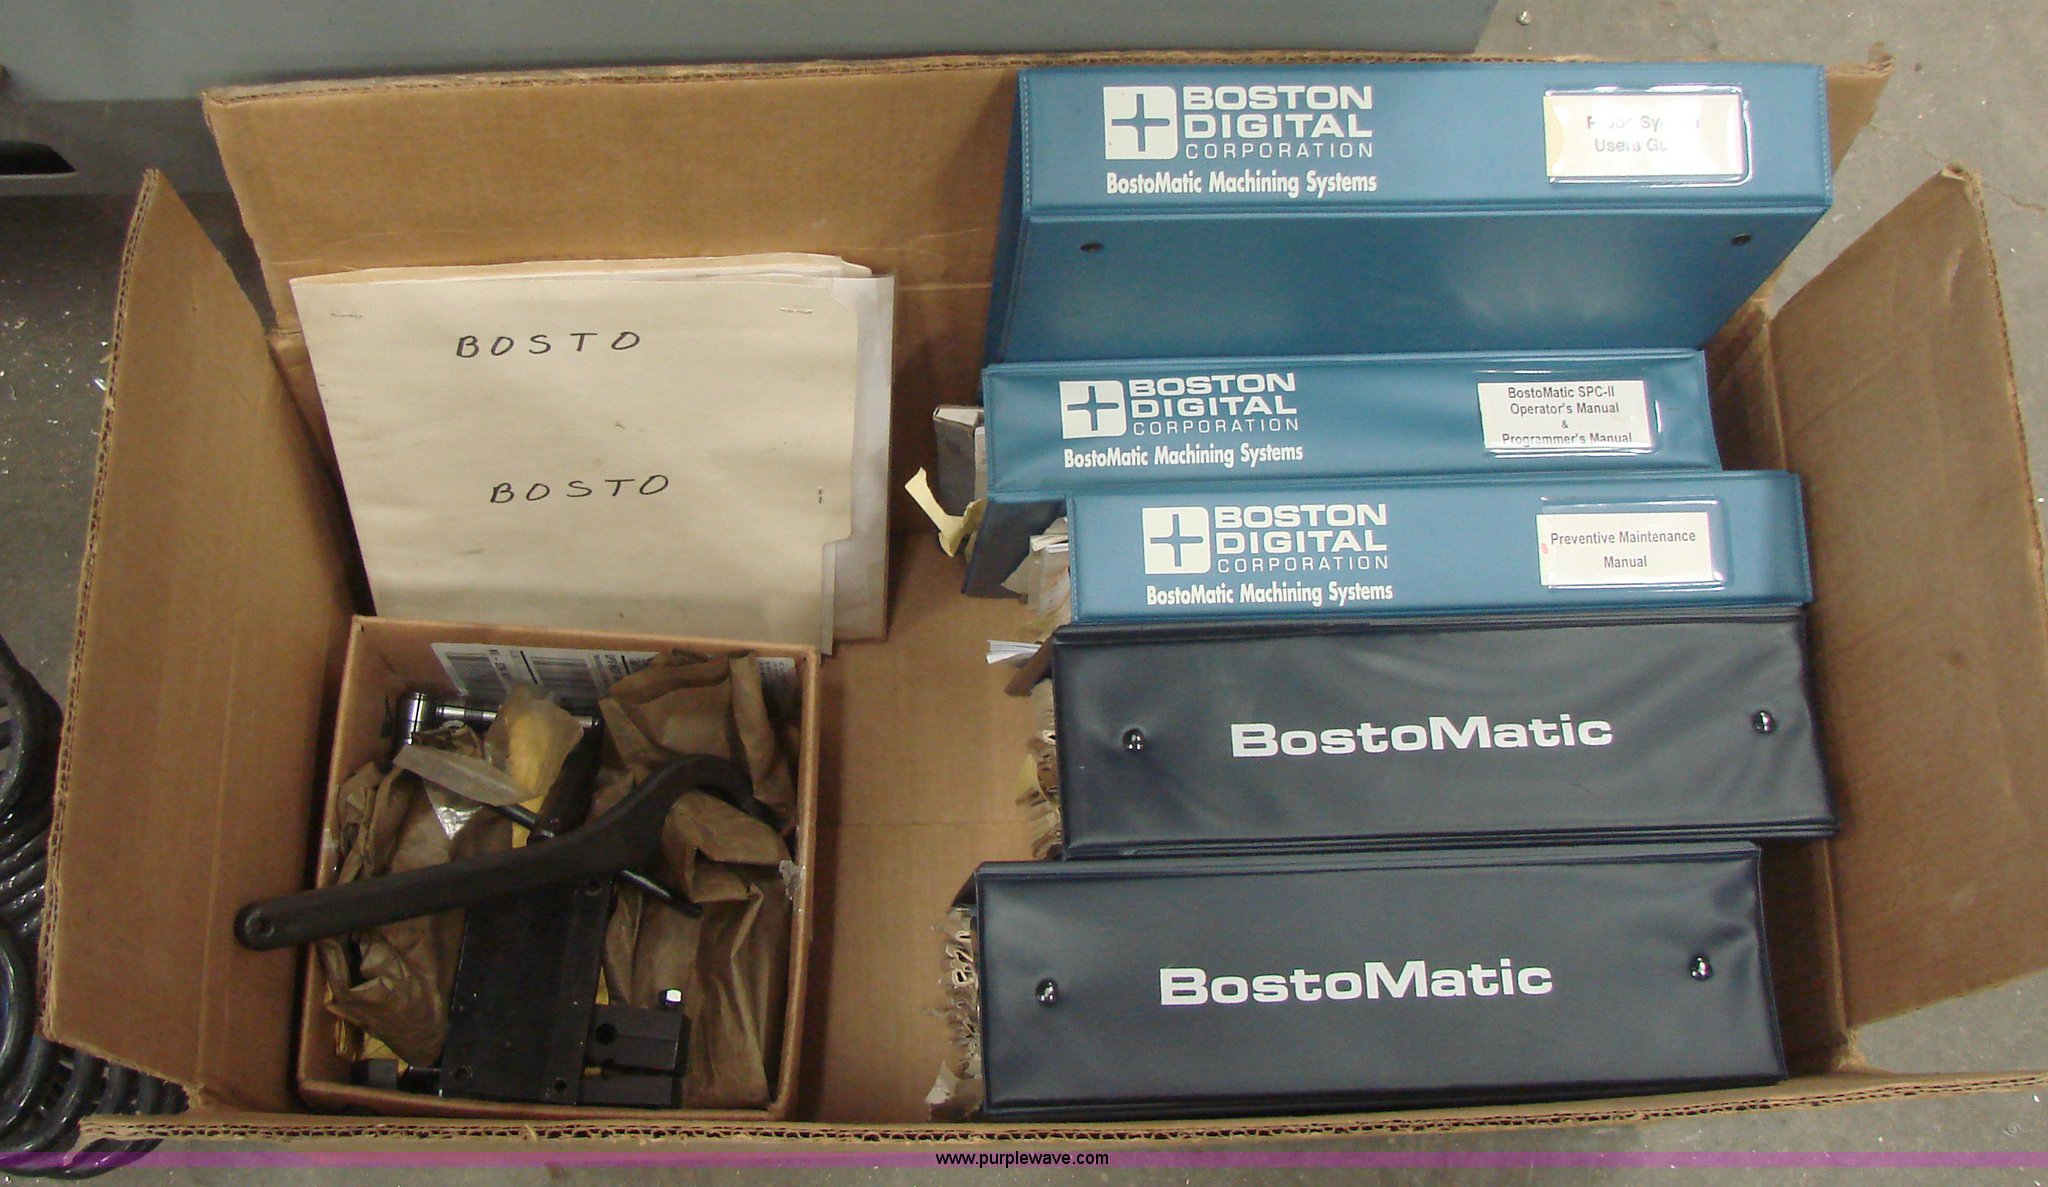 BOSTON
DIGITAL
CORPORATION
BostoMatic Machining Systems
Users
BOSTO
BOSTO
BOSTON
DIGITAL
CORPORATION
BostoMatic Machining Systems
BostoMatic SPC-II
Operator's Manual
&
Programmer's Manual
BOSTON
DIGITAL
CORPORATION
BostoMatic Machining Systems
Preventive Maintenance
Manual
BostoMatic
BostoMatic
www.purplewave.com